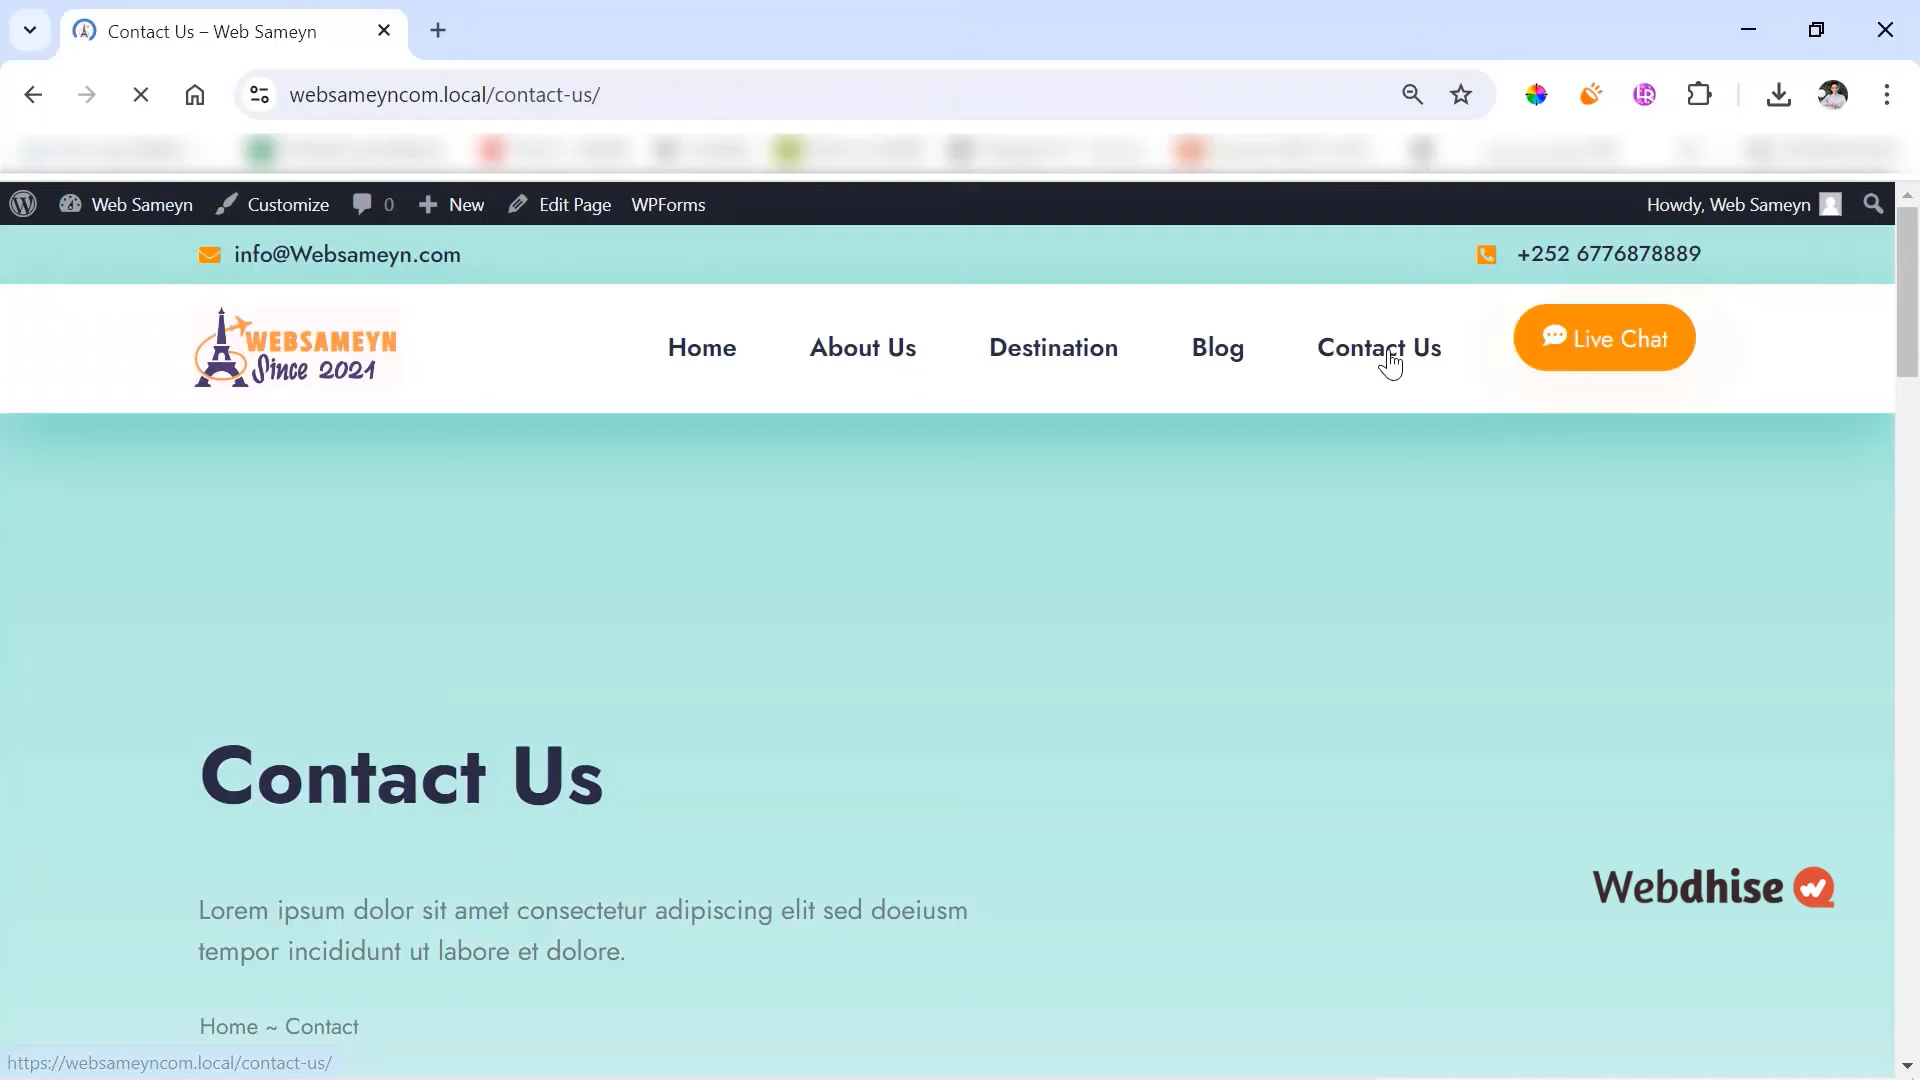 Contact Us – Web Sameyn
websameyncom.local/contact-us/
Web Sameyn Customize 0 New Edit Page WPForms Howdy, Web Sameyn
info@Websameyn.com +252 6776878889
WEBSAMEYN
Since 2021
Home About Us Destination Blog Contact Us Live Chat
Contact Us
Webdhise
Lorem ipsum dolor sit amet consectetur adipiscing elit sed doeiusm
tempor incididunt ut labore et dolore.
Home ~ Contact
https://websameyncom.local/contact-us/